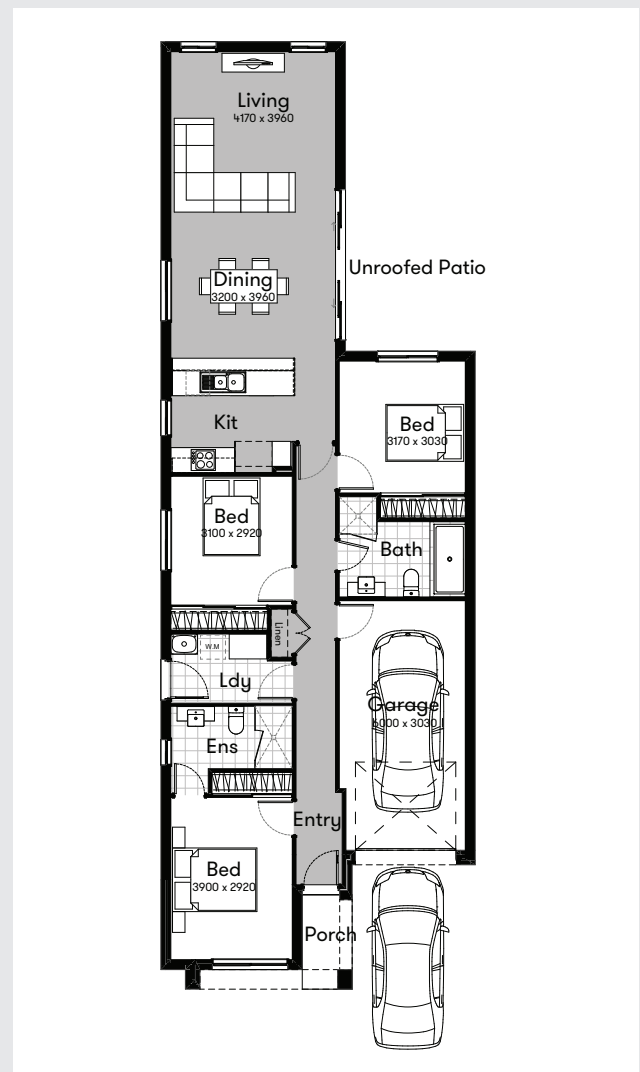 Living
4170 x 3960
Unroofed Patio
Dining
3200 x 3960
Kit
Bed
3170 x 3030
Bed
3100 x 2920
Bath
Linen
W.M
Ldy
Garage
6000 x 3030
Ens
Entry
Bed
3900 x 2920
Porch